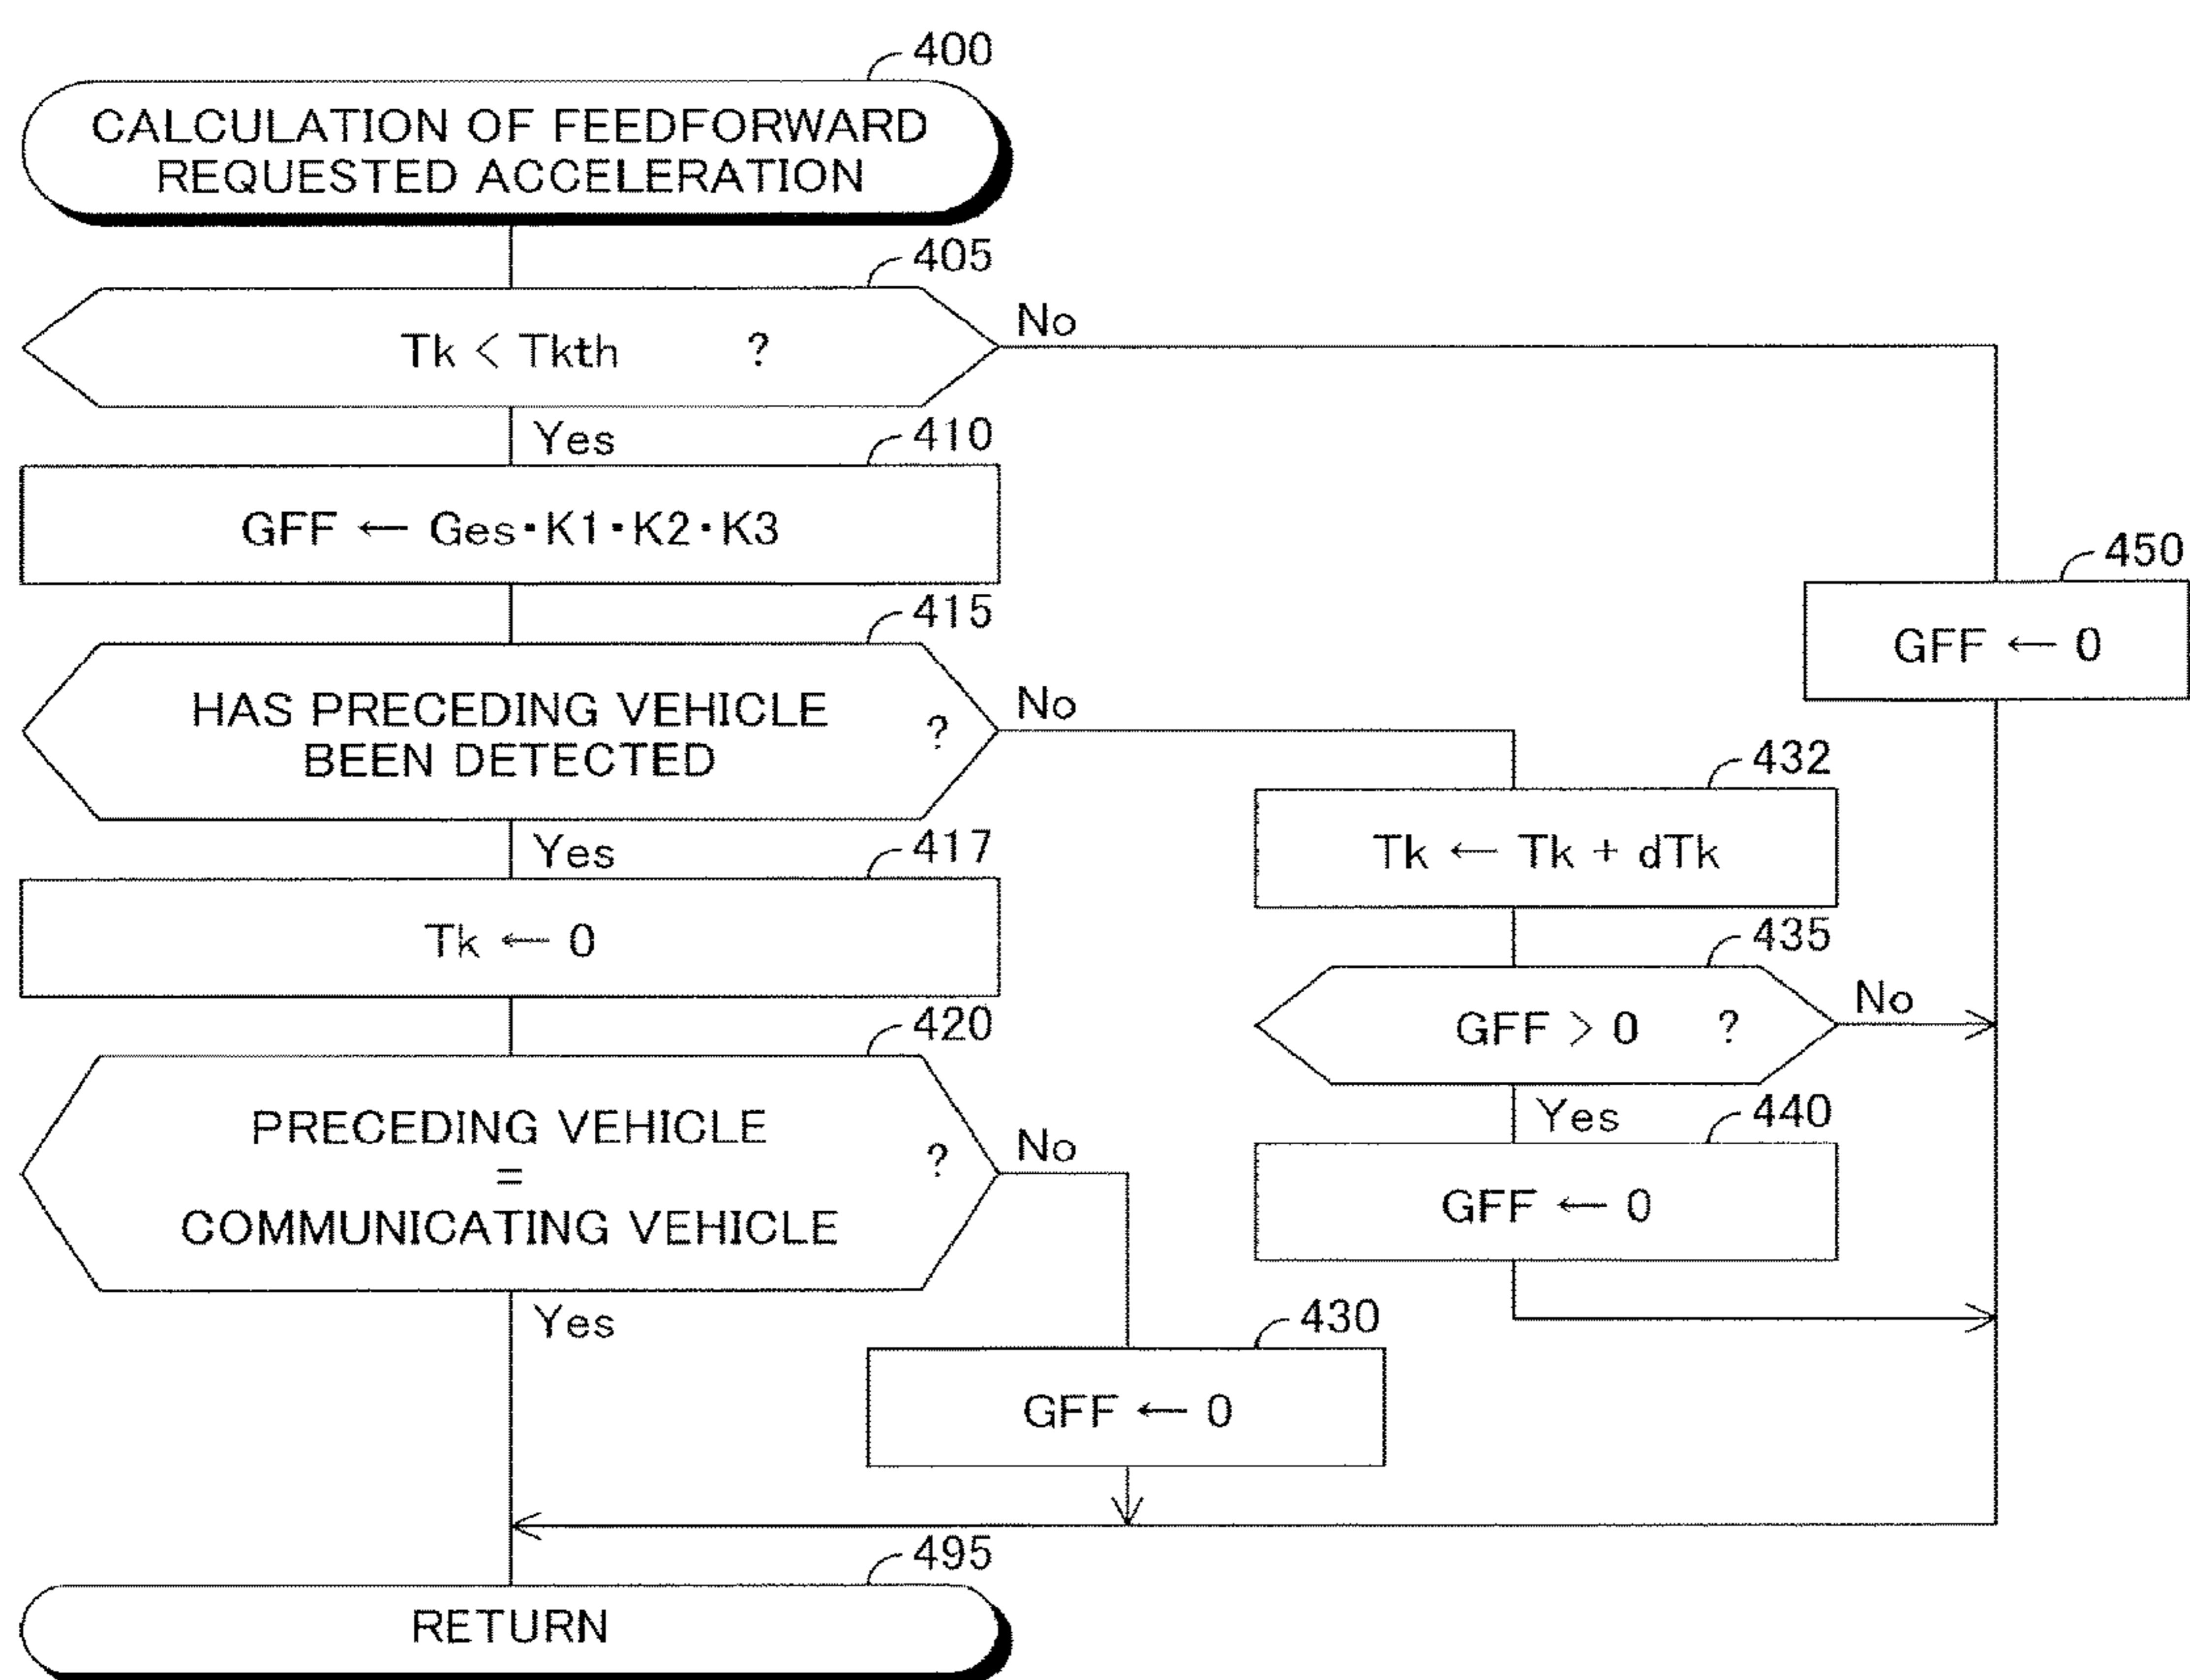 400
CALCULATION OF FEEDFORWARD
REQUESTED ACCELERATION
405
Tk < Tkth ?
No
Yes
410
GFF ← Ges・K1・K2・K3
450
GFF ← 0
415
HAS PRECEDING VEHICLE
BEEN DETECTED
?
No
Yes
432
Tk ← Tk + dTk
417
Tk ← 0
435
GFF > 0 ?
No
Yes
420
PRECEDING VEHICLE
=
COMMUNICATING VEHICLE
?
No
Yes
440
GFF ← 0
430
GFF ← 0
495
RETURN